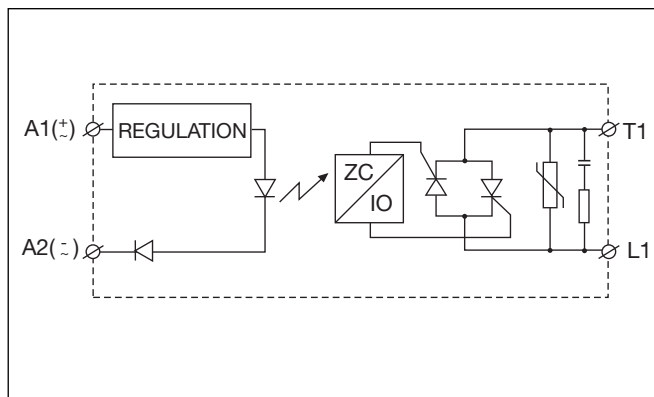 A1(+~)
REGULATION
T1
ZC
IO
A2(-~)
L1